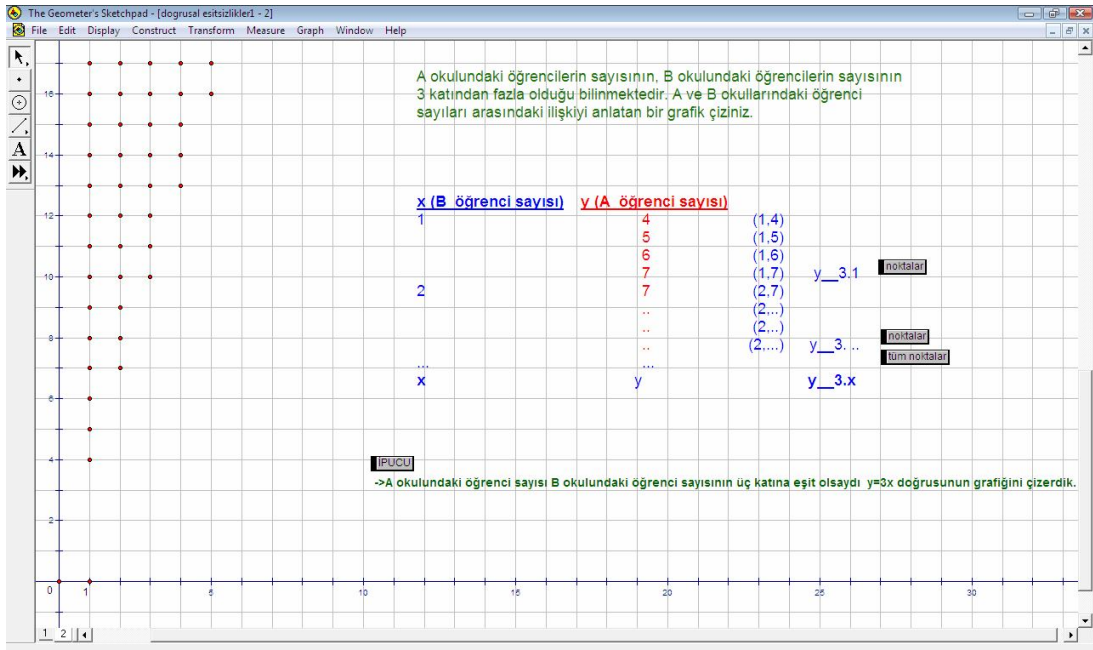 The Geometer's Sketchpad - [dogrusal esitsizlikler1 - 2]
File Edit Display Construct Transform Measure Graph Window Help
A okulundaki öğrencilerin sayısının, B okulundaki öğrencilerin sayısının
3 katından fazla olduğu bilinmektedir. A ve B okullarındaki öğrenci
sayıları arasındaki ilişkiyi anlatan bir grafik çiziniz.
x (B öğrenci sayısı) y (A öğrenci sayısı)
1 4 (1,4)
5 (1,5)
6 (1,6)
7 (1,7) y__3.1 noktalar
2 7 (2,7)
.. (2,..)
.. (2,..) noktalar
.. (2,...) y__3. ..
tüm noktalar
... ...
x y y__3.x
İPUCU
->A okulundaki öğrenci sayısı B okulundaki öğrenci sayısının üç katına eşit olsaydı y=3x doğrusunun grafiğini çizerdik.
16
14
12
10
8
6
4
2
0 1 5 10 15 20 25 30
A
1 2